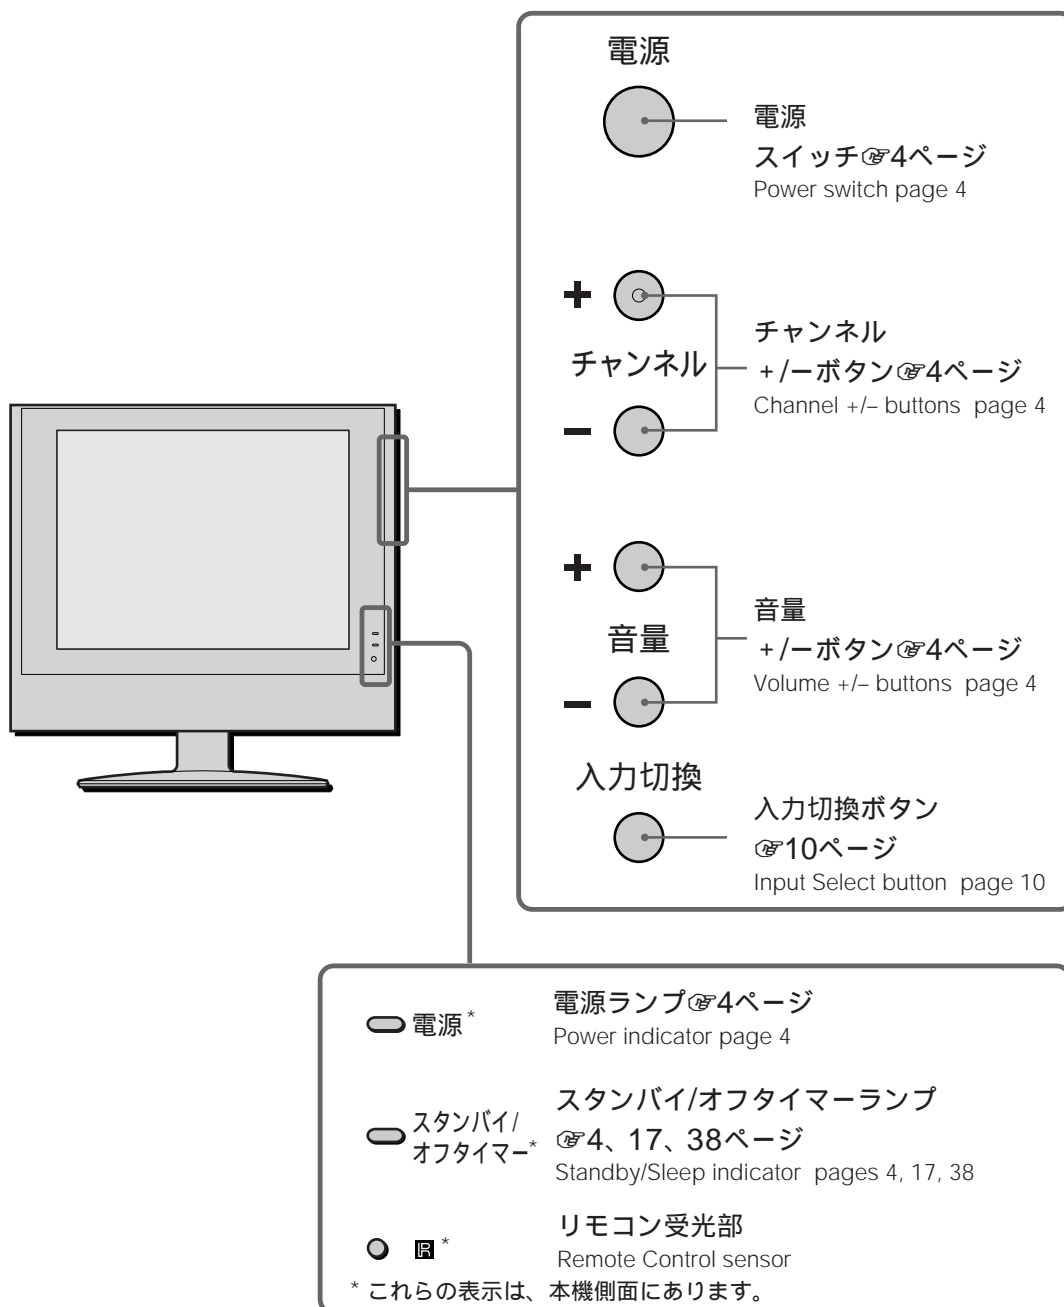 電源
電源
スイッチ☞4ページ
Power switch page 4
+
チャンネル
−
チャンネル
+/−ボタン☞4ページ
Channel +/– buttons page 4
+
音量
−
音量
+/−ボタン☞4ページ
Volume +/– buttons page 4
入力切換
入力切換ボタン
☞10ページ
Input Select button page 10
電源*
電源ランプ☞4ページ
Power indicator page 4
スタンバイ/
オフタイマー*
スタンバイ/オフタイマーランプ
☞4、17、38ページ
Standby/Sleep indicator pages 4, 17, 38
IR *
リモコン受光部
Remote Control sensor
* これらの表示は、本機側面にあります。